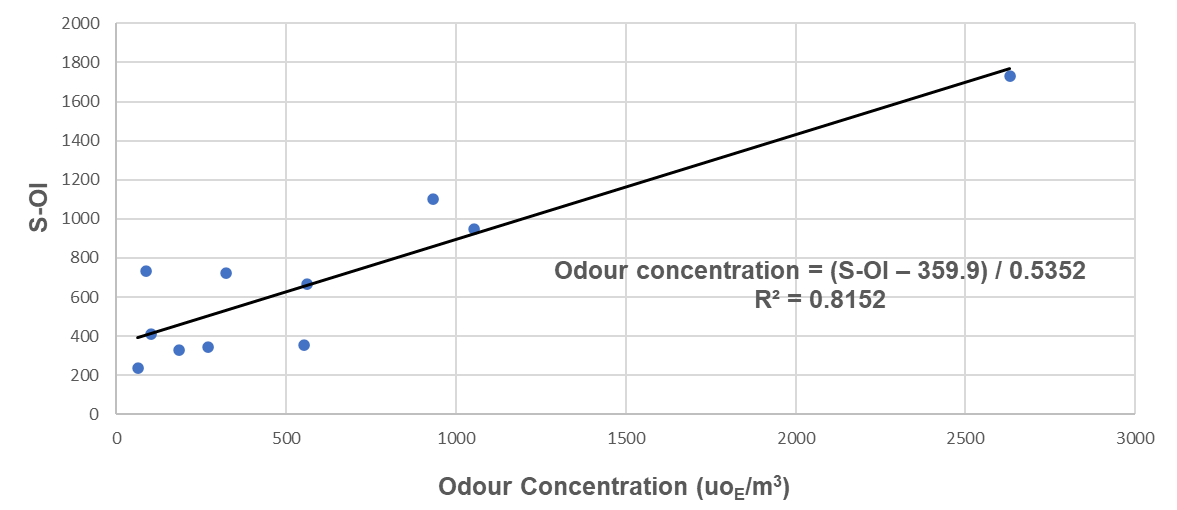 2000
1800
1600
1400
1200
1000
800
600
400
200
0
S-OI
Odour concentration = (S-OI – 359.9) / 0.5352
R² = 0.8152
0 500 1000 1500 2000 2500 3000
Odour Concentration (uoE/m³)